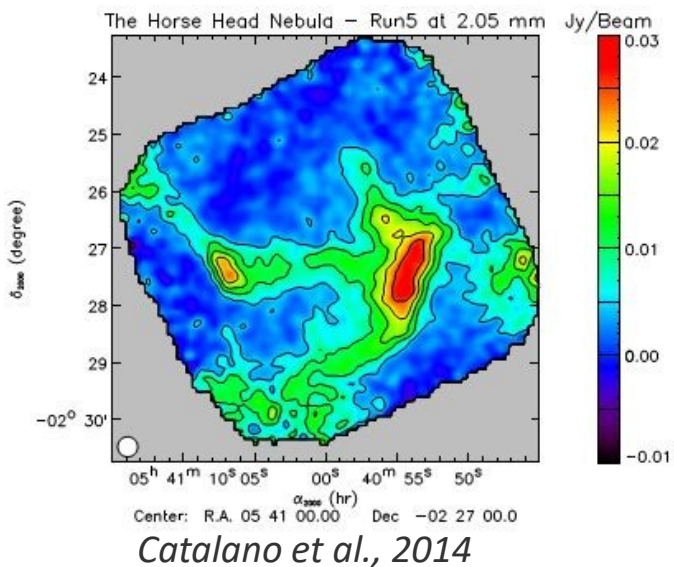 The Horse Head Nebula – Run5 at 2.05 mm Jy/Beam
0.03
24
25
0.02
26
δ2000 (degree)
27
0.01
28
29
0.00
−02° 30'
−0.01
05h 41m 10s 05s 00s 40m 55s 50s
α2000 (hr)
Center: R.A. 05 41 00.00 Dec −02 27 00.0
Catalano et al., 2014